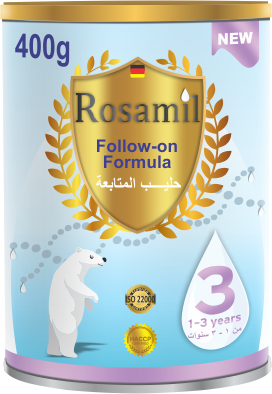 400g
NEW
Rosamil
Follow-on
Formula
حليب المتابعة
3
1-3 years
من ١ - ٣ سنوات
ISO 22000
HACCP